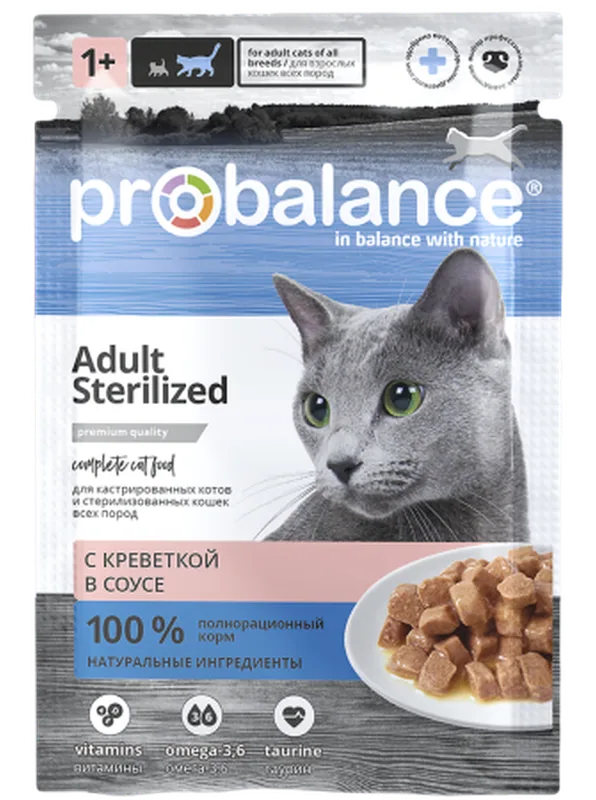 1+
for adult cats of all
breeds / для взрослых
кошек всех пород
probalance®
in balance with nature
Adult
Sterilized
premium quality
complete cat food
для кастрированных котов
и стерилизованных кошек
всех пород
С КРЕВЕТКОЙ
В СОУСЕ
100 %
полнорационный
корм
НАТУРАЛЬНЫЕ ИНГРЕДИЕНТЫ
3 6
vitamins omega-3,6 taurine
витамины омега-3,6 таурин